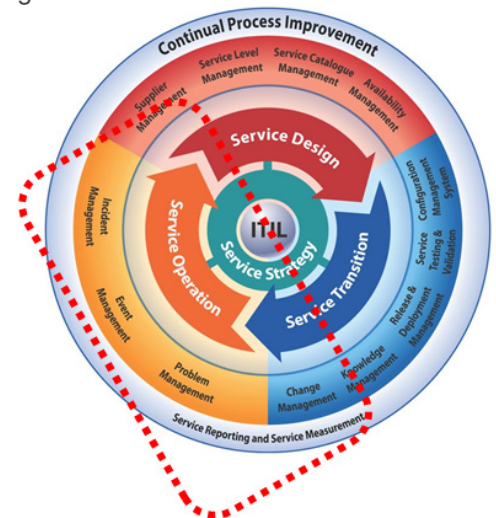 Continual Process Improvement
Supplier
Management
Service Level
Management
Service Catalogue
Management
Availability
Management
System
Configuration
Management
Service
Testing &
Validation
Release &
Deployment
Management
Knowledge
Management
Change
Management
Problem
Management
Event
Management
Incident
Management
Service Design
Service Transition
Service Operation
ITIL
Service Strategy
Service Reporting and Service Measurement